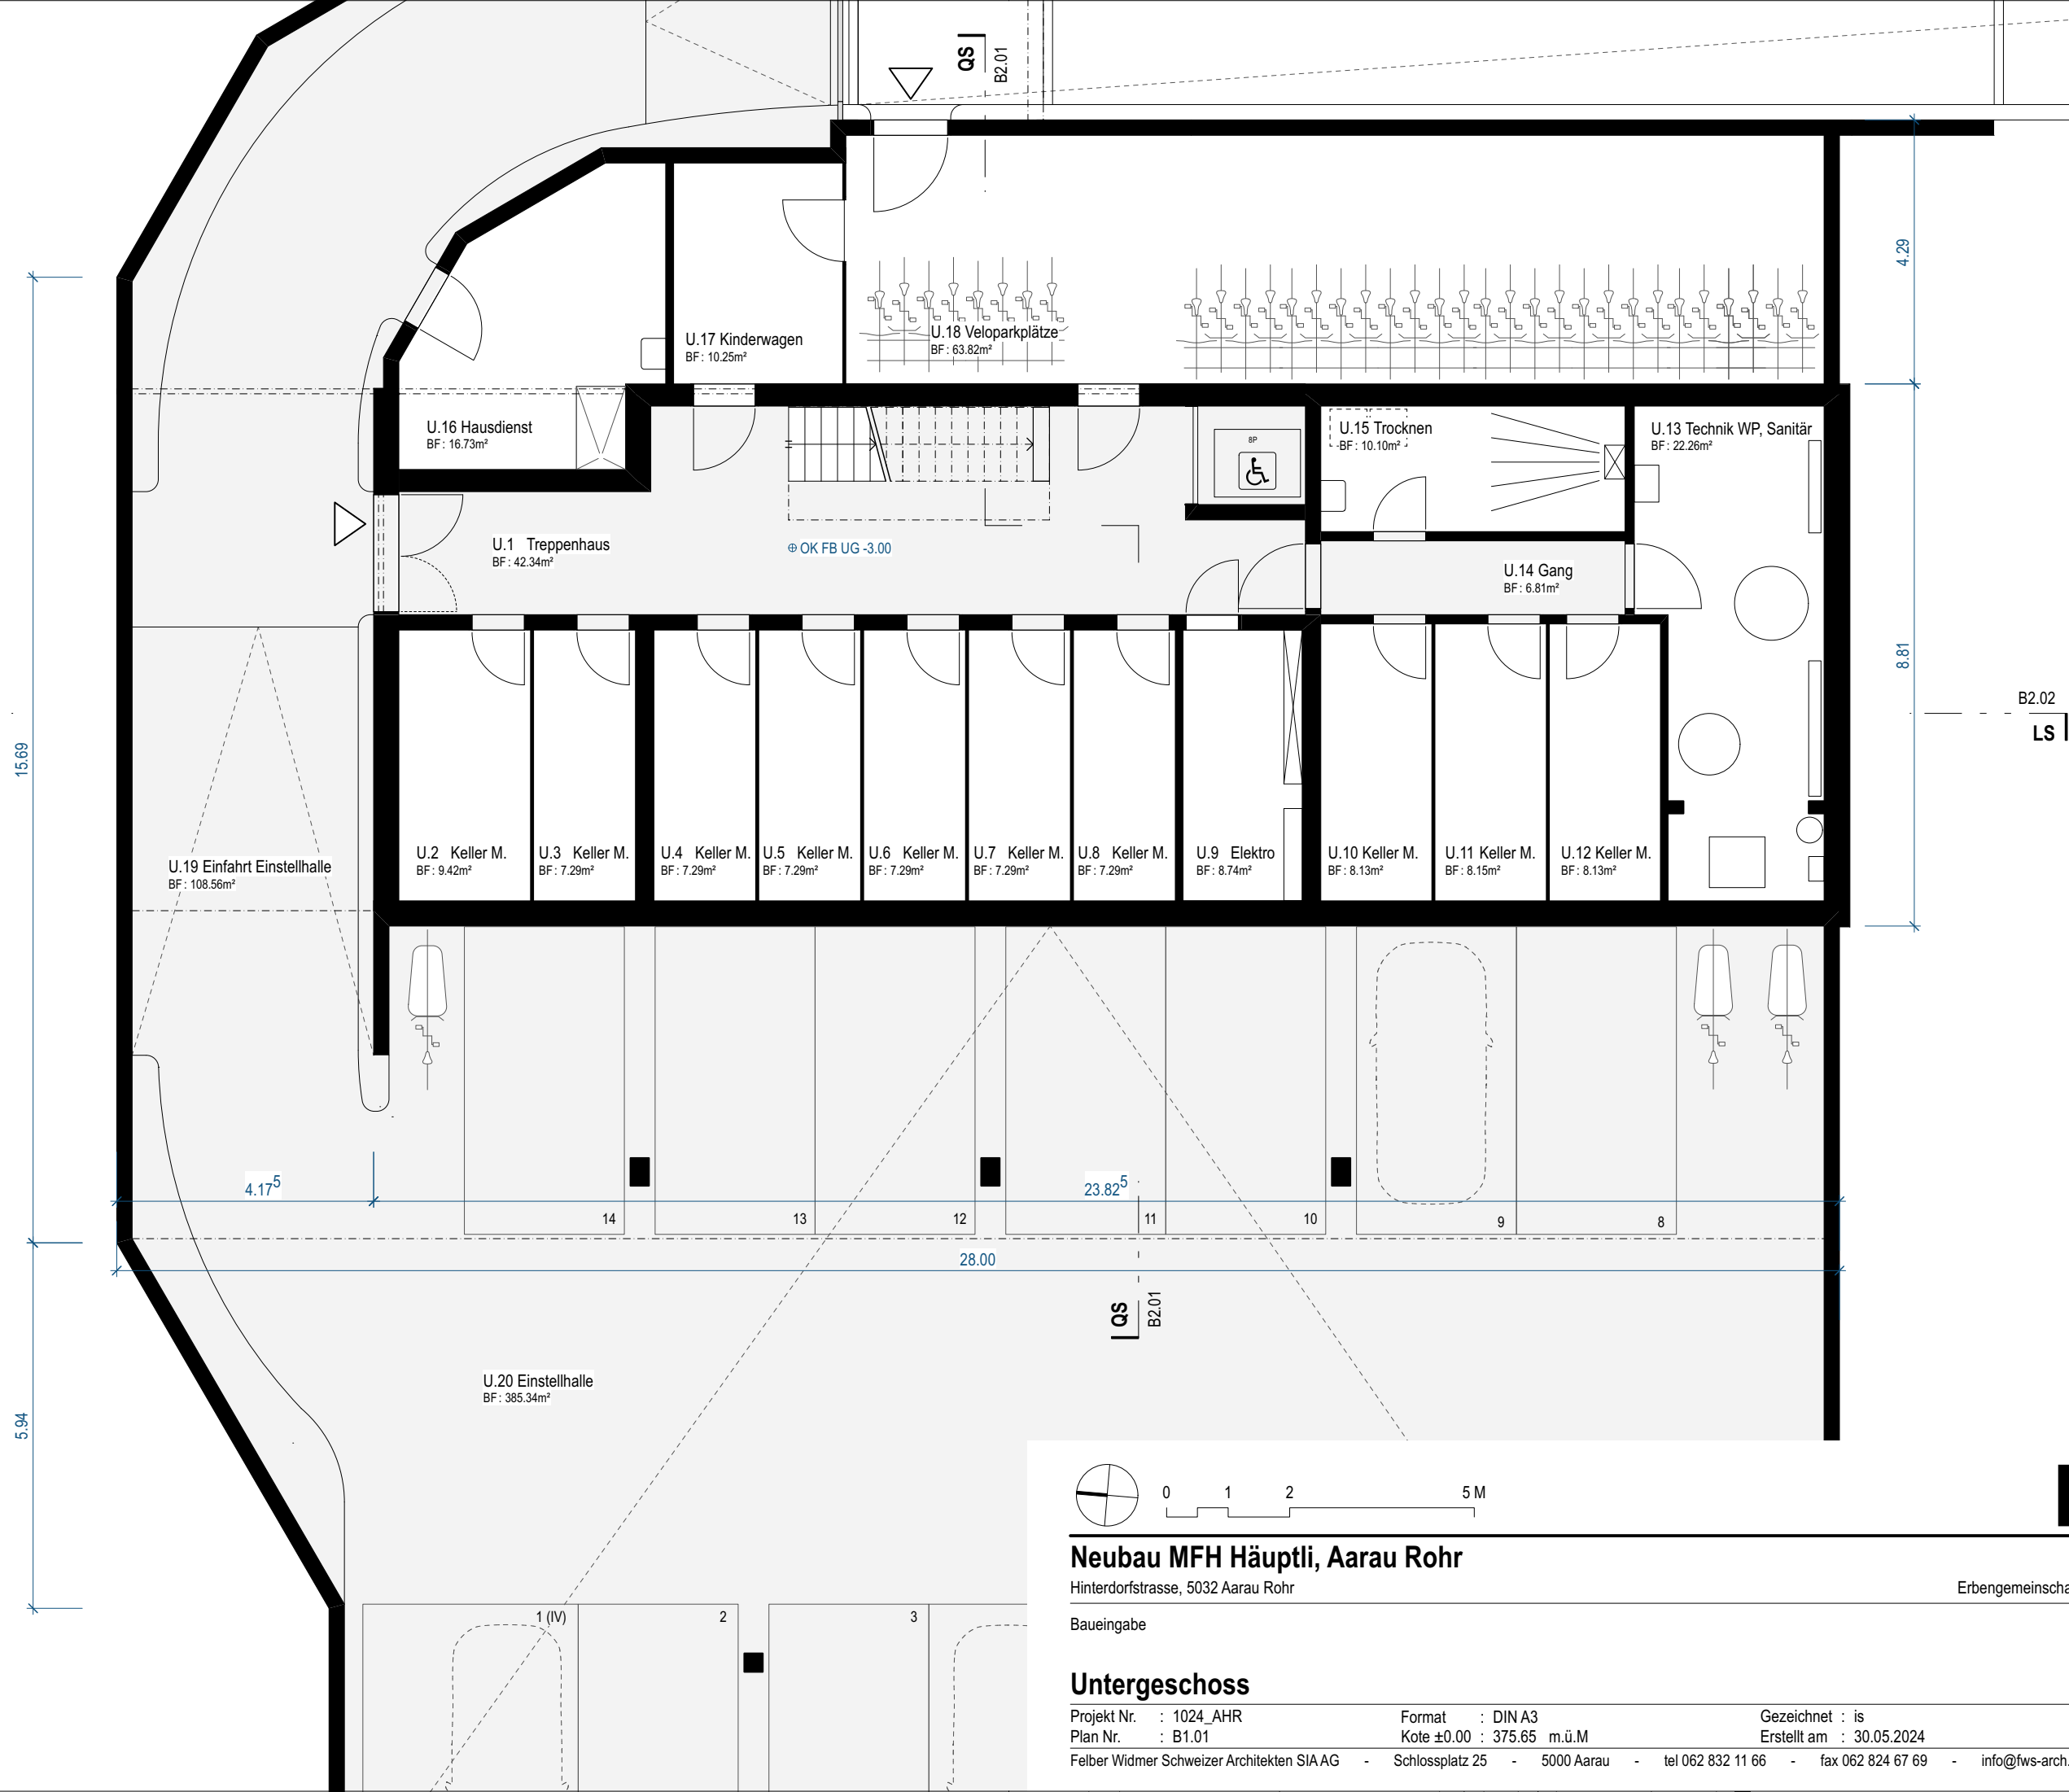 QS
B2.01
4.29
U.17 Kinderwagen
BF : 10.25m²
U.18 Veloparkplätze
BF : 63.82m²
U.16 Hausdienst
BF : 16.73m²
8P
U.15 Trocknen
BF : 10.10m²
U.13 Technik WP, Sanitär
BF : 22.26m²
U.1 Treppenhaus
BF : 42.34m²
OK FB UG -3.00
U.14 Gang
BF : 6.81m²
8.81
B2.02
LS
15.69
U.19 Einfahrt Einstellhalle
BF : 108.56m²
U.2 Keller M.
BF : 9.42m²
U.3 Keller M.
BF : 7.29m²
U.4 Keller M.
BF : 7.29m²
U.5 Keller M.
BF : 7.29m²
U.6 Keller M.
BF : 7.29m²
U.7 Keller M.
BF : 7.29m²
U.8 Keller M.
BF : 7.29m²
U.9 Elektro
BF : 8.74m²
U.10 Keller M.
BF : 8.13m²
U.11 Keller M.
BF : 8.15m²
U.12 Keller M.
BF : 8.13m²
4.17⁵
23.82⁵
14
13
12
11
10
9
8
28.00
QS
B2.01
U.20 Einstellhalle
BF : 385.34m²
5.94
1 (IV)
2
3
0 1 2 5 M
Neubau MFH Häuptli, Aarau Rohr
Hinterdorfstrasse, 5032 Aarau Rohr Erbengemeinscha
Baueingabe
Untergeschoss
Projekt Nr. : 1024_AHR Format : DIN A3 Gezeichnet : is
Plan Nr. : B1.01 Kote ±0.00 : 375.65 m.ü.M Erstellt am : 30.05.2024
Felber Widmer Schweizer Architekten SIA AG - Schlossplatz 25 - 5000 Aarau - tel 062 832 11 66 - fax 062 824 67 69 - info@fws-arch.